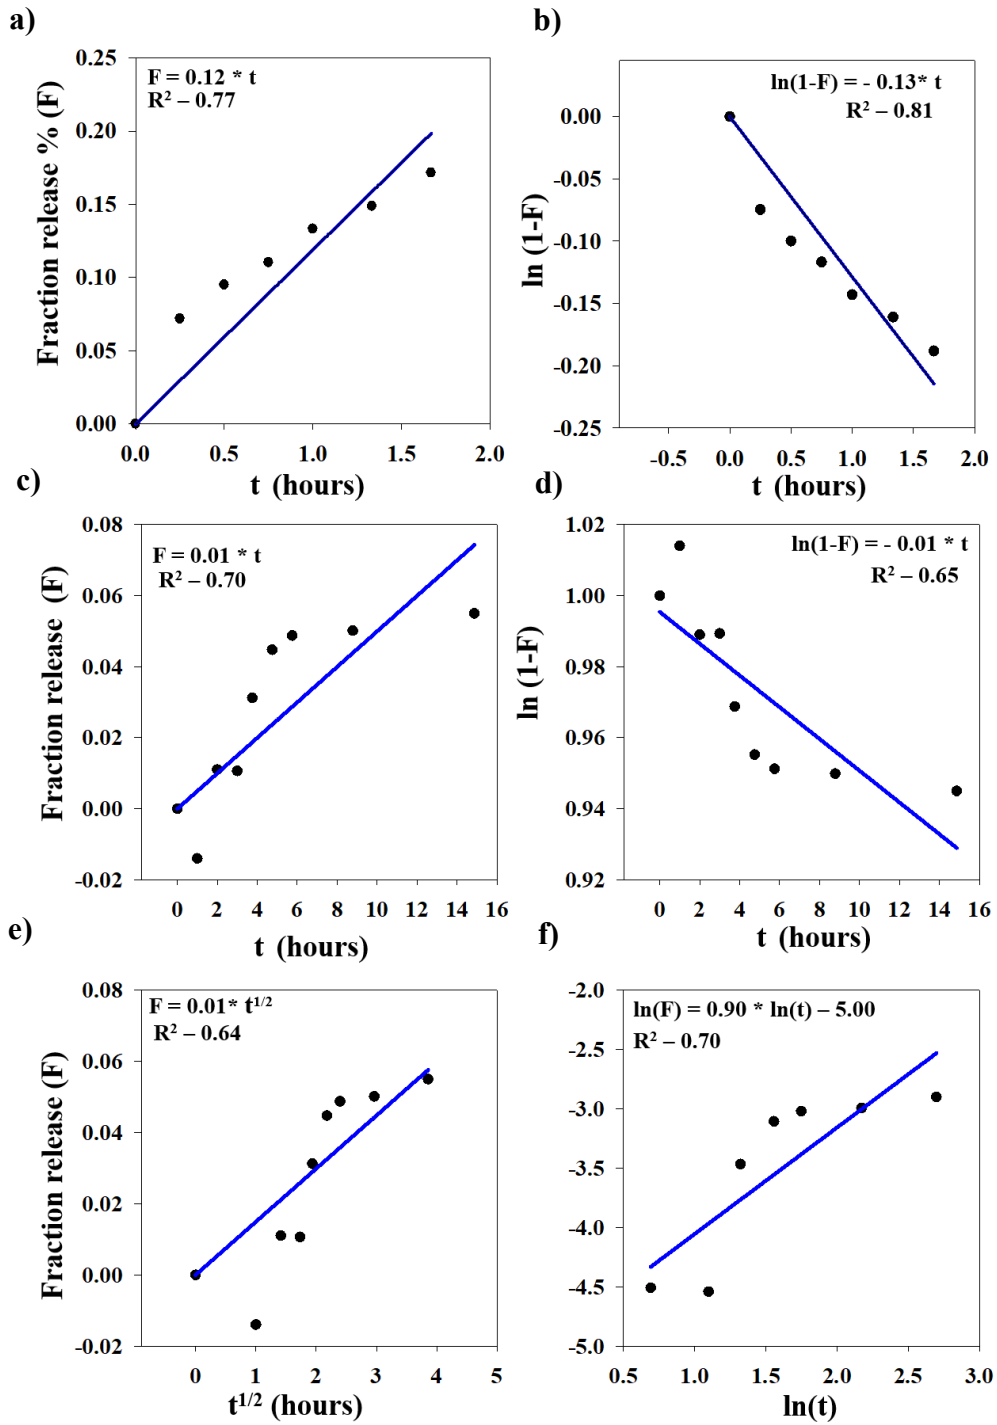 a)
F = 0.12 * t
R² – 0.77
0.25
0.20
0.15
0.10
0.05
0.00
Fraction release % (F)
0.0 0.5 1.0 1.5 2.0
t (hours)
b)
ln(1-F) = - 0.13* t
R² – 0.81
0.00
-0.05
-0.10
-0.15
-0.20
-0.25
ln (1-F)
-0.5 0.0 0.5 1.0 1.5 2.0
t (hours)
c)
F = 0.01 * t
R² – 0.70
0.08
0.06
0.04
0.02
0.00
-0.02
Fraction release (F)
0 2 4 6 8 10 12 14 16
t (hours)
d)
ln(1-F) = - 0.01 * t
R² – 0.65
1.02
1.00
0.98
0.96
0.94
0.92
ln (1-F)
0 2 4 6 8 10 12 14 16
t (hours)
e)
F = 0.01* t¹/²
R² – 0.64
0.08
0.06
0.04
0.02
0.00
-0.02
Fraction release (F)
0 1 2 3 4 5
t¹/² (hours)
f)
ln(F) = 0.90 * ln(t) – 5.00
R² – 0.70
-2.0
-2.5
-3.0
-3.5
-4.0
-4.5
-5.0
0.5 1.0 1.5 2.0 2.5 3.0
ln(t)